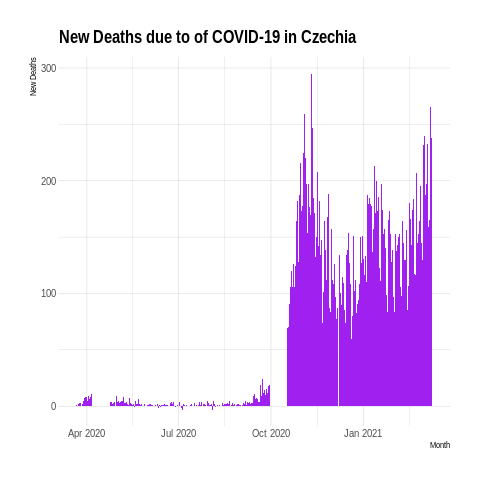 New Deaths due to of COVID-19 in Czechia
New Deaths
300
200
100
0
Apr 2020
Jul 2020
Oct 2020
Jan 2021
Month